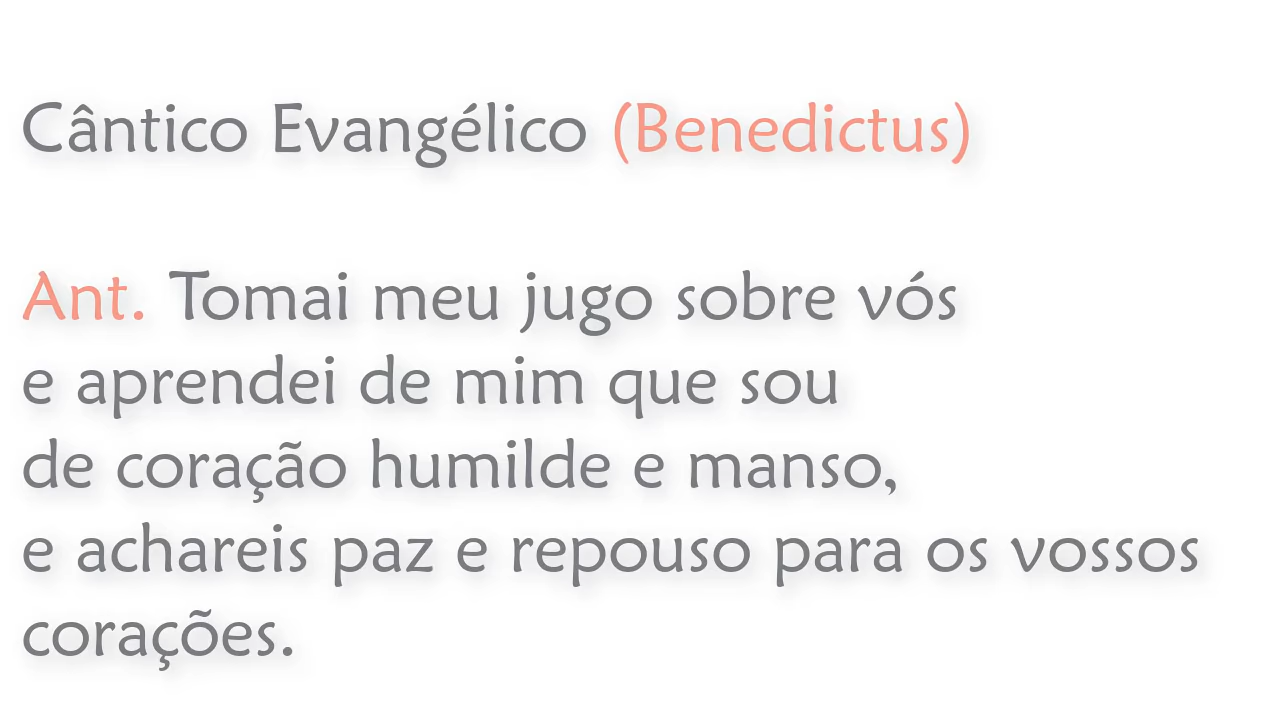 Cântico Evangélico (Benedictus)
Ant. Tomai meu jugo sobre vós
e aprendei de mim que sou
de coração humilde e manso,
e achareis paz e repouso para os vossos
corações.